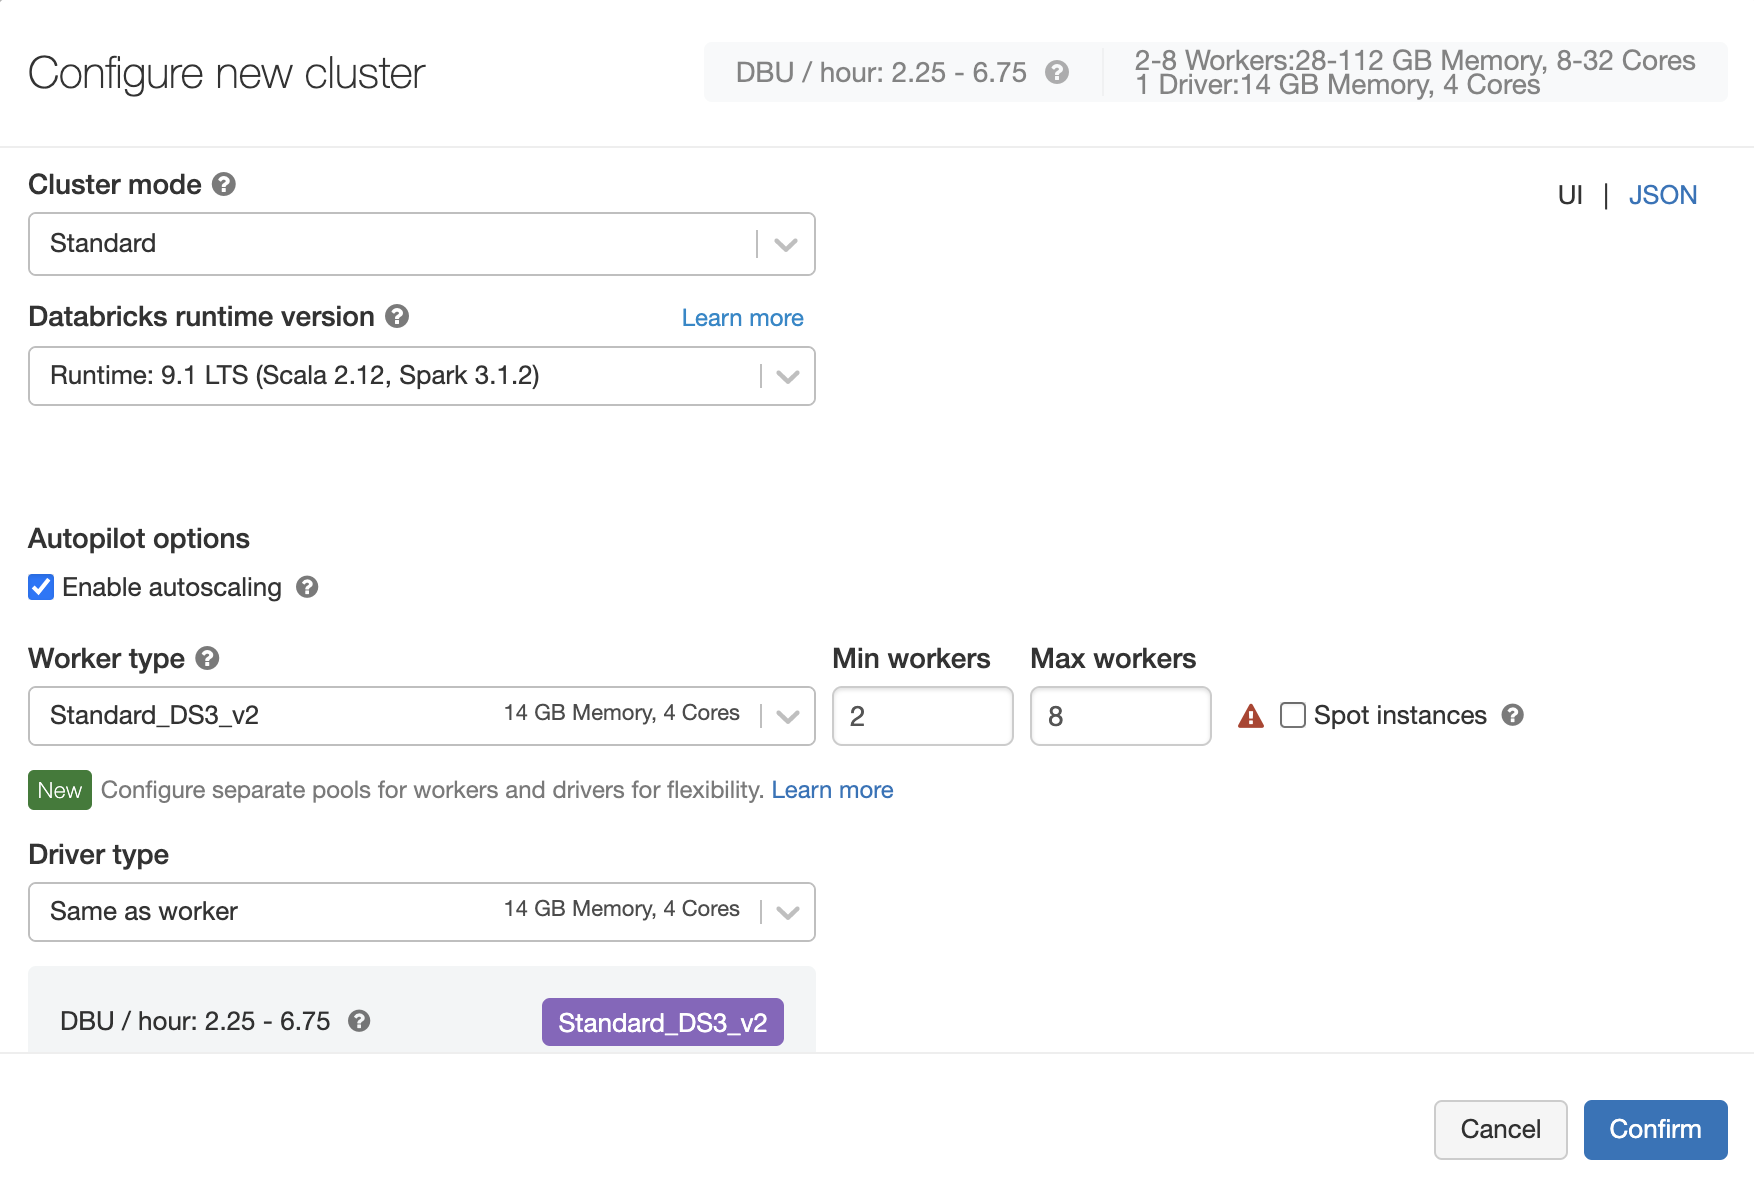 Configure new cluster
DBU / hour: 2.25 - 6.75
2-8 Workers:28-112 GB Memory, 8-32 Cores
1 Driver:14 GB Memory, 4 Cores
Cluster mode
UI | JSON
Standard
Databricks runtime version
Learn more
Runtime: 9.1 LTS (Scala 2.12, Spark 3.1.2)
Autopilot options
Enable autoscaling
Worker type
Min workers
Max workers
Standard_DS3_v2
14 GB Memory, 4 Cores
2
8
Spot instances
New Configure separate pools for workers and drivers for flexibility. Learn more
Driver type
Same as worker
14 GB Memory, 4 Cores
DBU / hour: 2.25 - 6.75
Standard_DS3_v2
Cancel
Confirm